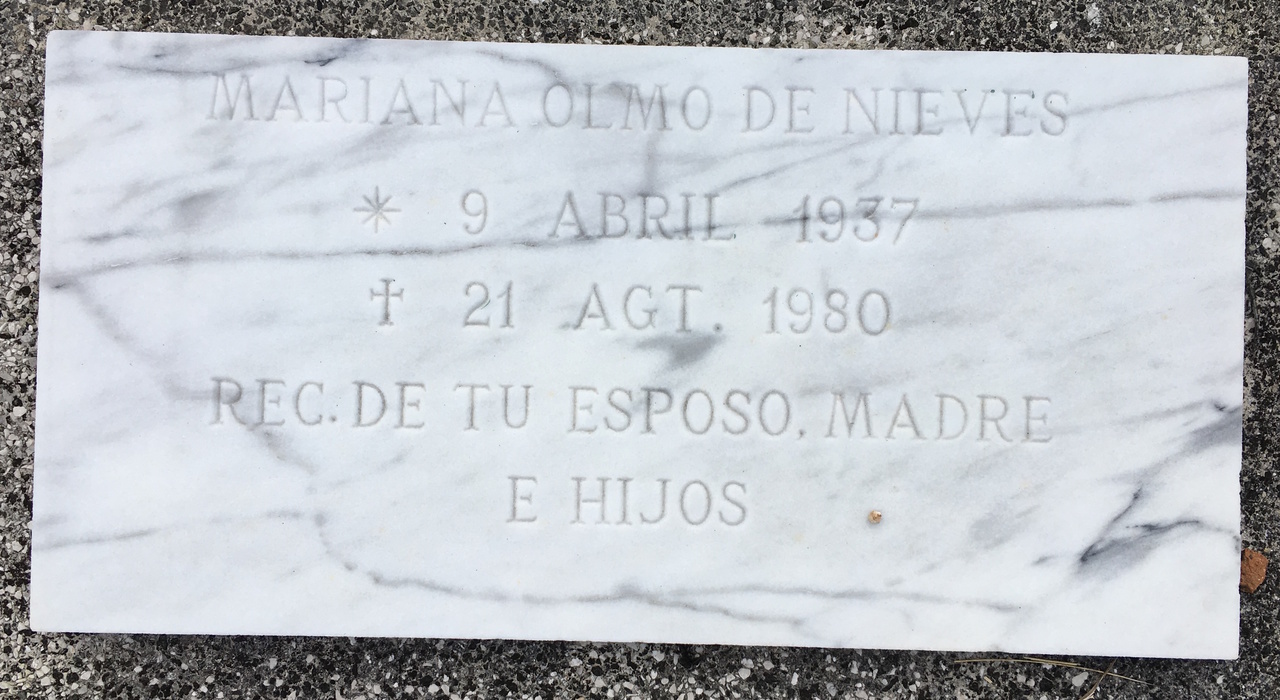 MARIANA OLMO DE NIEVES
* 9 ABRIL 1937
† 21 AGT. 1980
REC. DE TU ESPOSO, MADRE
E HIJOS